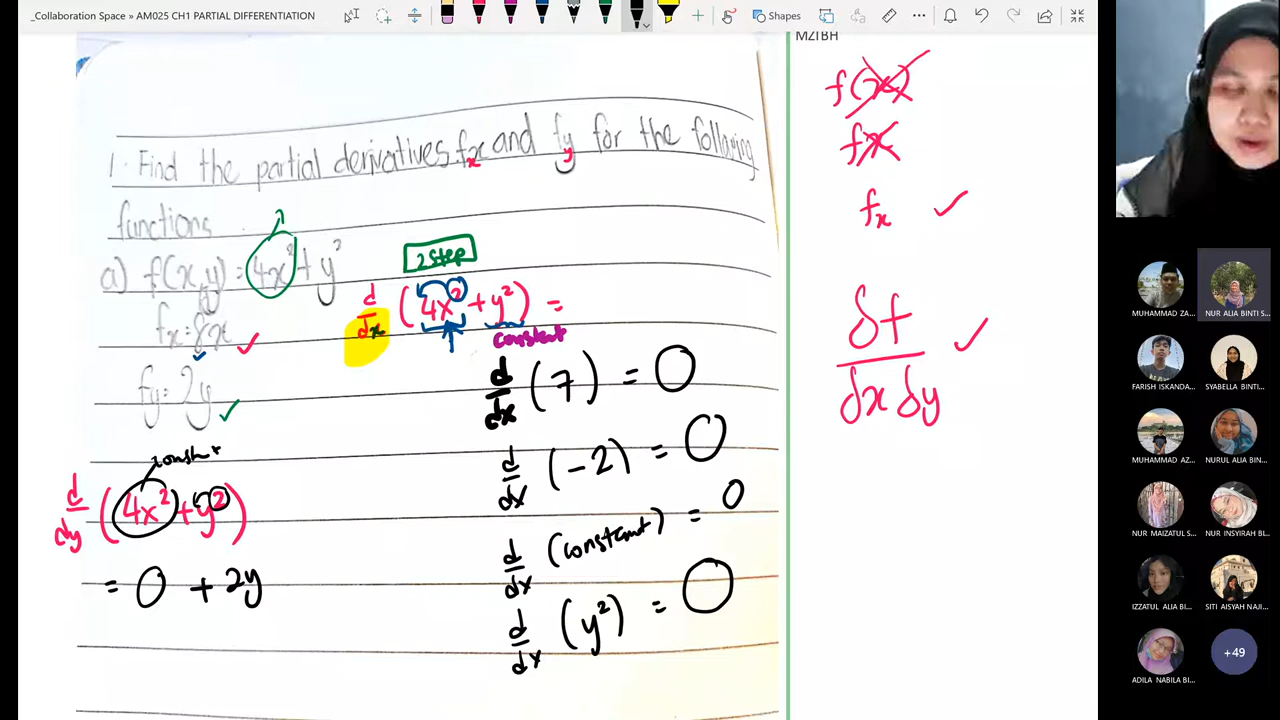 _Collaboration Space » AM025 CH1 PARTIAL DIFFERENTIATION
Shapes
MZ1BH
1. Find the partial derivatives fx and fy for the following
functions
a) f(x,y) = 4x² + y²
fx = 8x
fy = 2y
2 step
d/dx (4x² + y²) =
constant
d/dx (7) = 0
d/dx (-2) = 0
d/dx (constant) = 0
d/dx (y²) = 0
d/dy (4x² + y²)
= 0 + 2y
f(x)
fx
fx
δf
δx δy
MUHAMMAD ZA...
NUR ALIA BINTI S...
FARISH ISKANDA...
SYABELLA BINTI...
MUHAMMAD AZ...
NURUL ALIA BIN...
NUR MAIZATUL S...
NUR INSYIRAH BI...
IZZATUL ALIA BI...
SITI AISYAH NAJI...
ADILA NABILA BI...
+49